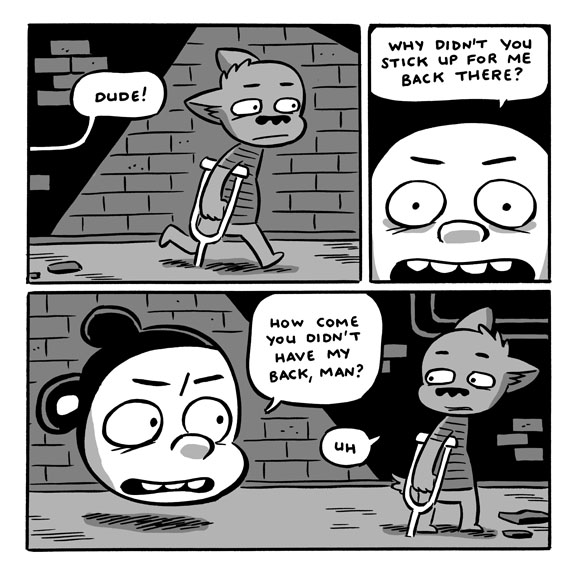 DUDE!
WHY DIDN'T YOU
STICK UP FOR ME
BACK THERE?
HOW COME
YOU DIDN'T
HAVE MY
BACK, MAN?
UH